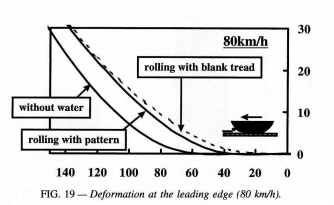 30
80km/h
rolling with blank tread
20
without water
10
rolling with pattern
0
140 120 100 80 60 40 20 0
FIG. 19 — Deformation at the leading edge (80 km/h).